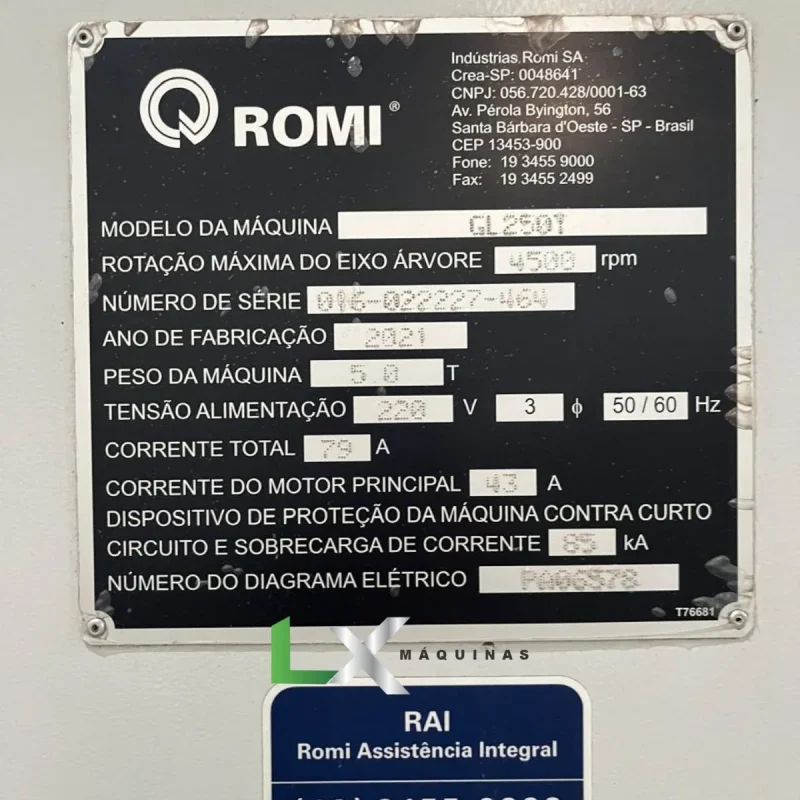 ROMI®
Indústrias Romi SA
Crea-SP: 0048641
CNPJ: 056.720.428/0001-63
Av. Pérola Byington, 56
Santa Bárbara d'Oeste - SP - Brasil
CEP 13453-900
Fone: 19 3455 9000
Fax: 19 3455 2499
MODELO DA MÁQUINA GL250T
ROTAÇÃO MÁXIMA DO EIXO ÁRVORE 4500 rpm
NÚMERO DE SÉRIE 016-022227-464
ANO DE FABRICAÇÃO 2021
PESO DA MÁQUINA 5.0 T
TENSÃO ALIMENTAÇÃO 220 V 3 ɸ 50 / 60 Hz
CORRENTE TOTAL 79 A
CORRENTE DO MOTOR PRINCIPAL 43 A
DISPOSITIVO DE PROTEÇÃO DA MÁQUINA CONTRA CURTO
CIRCUITO E SOBRECARGA DE CORRENTE 65 kA
NÚMERO DO DIAGRAMA ELÉTRICO PA06578
T76681
LX MÁQUINAS
RAI
Romi Assistência Integral